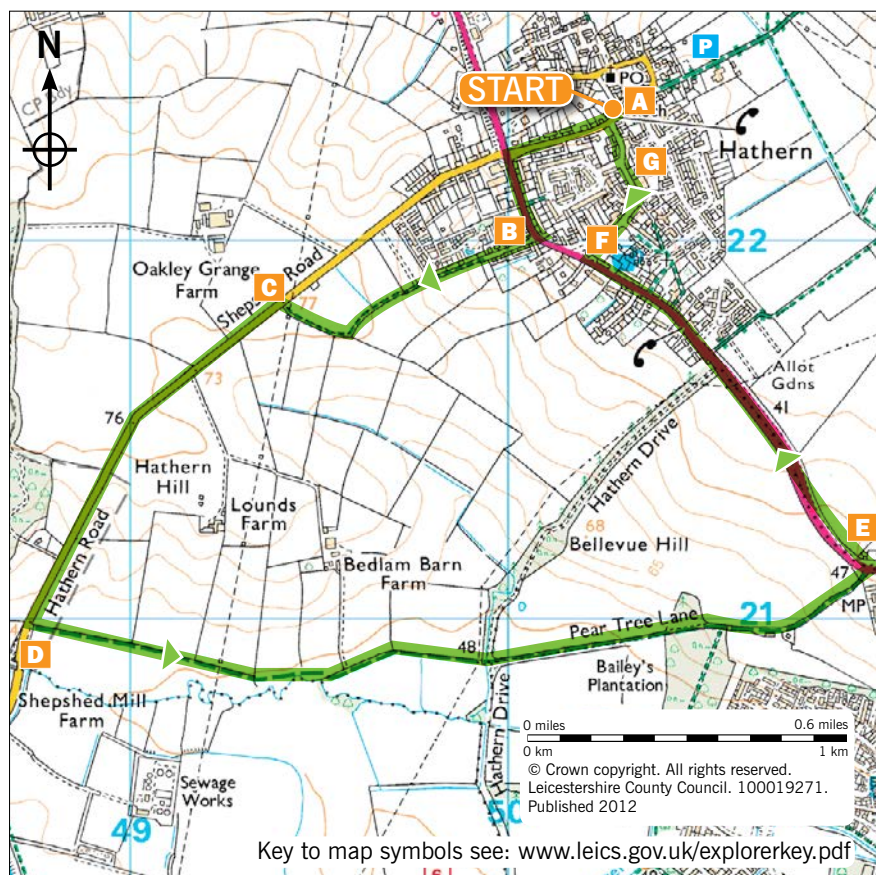 N
CP Bdy
P
PO
START
A
Hathern
G
B
F
22
Oakley Grange
Farm
C
Road
77
73
Allot
Gdns
41
76
Hathern
Hill
Hathern Drive
Lounds
Farm
68
E
Bellevue Hill
65
Hathern Road
Bedlam Barn
Farm
47
MP
21
Pear Tree Lane
D
48
Bailey's
Plantation
Shepshed Mill
Farm
Hathern Drive
0 miles
0.6 miles
0 km
1 km
© Crown copyright. All rights reserved.
Leicestershire County Council. 100019271.
Published 2012
Sewage
Works
49
50
Key to map symbols see: www.leics.gov.uk/explorerkey.pdf